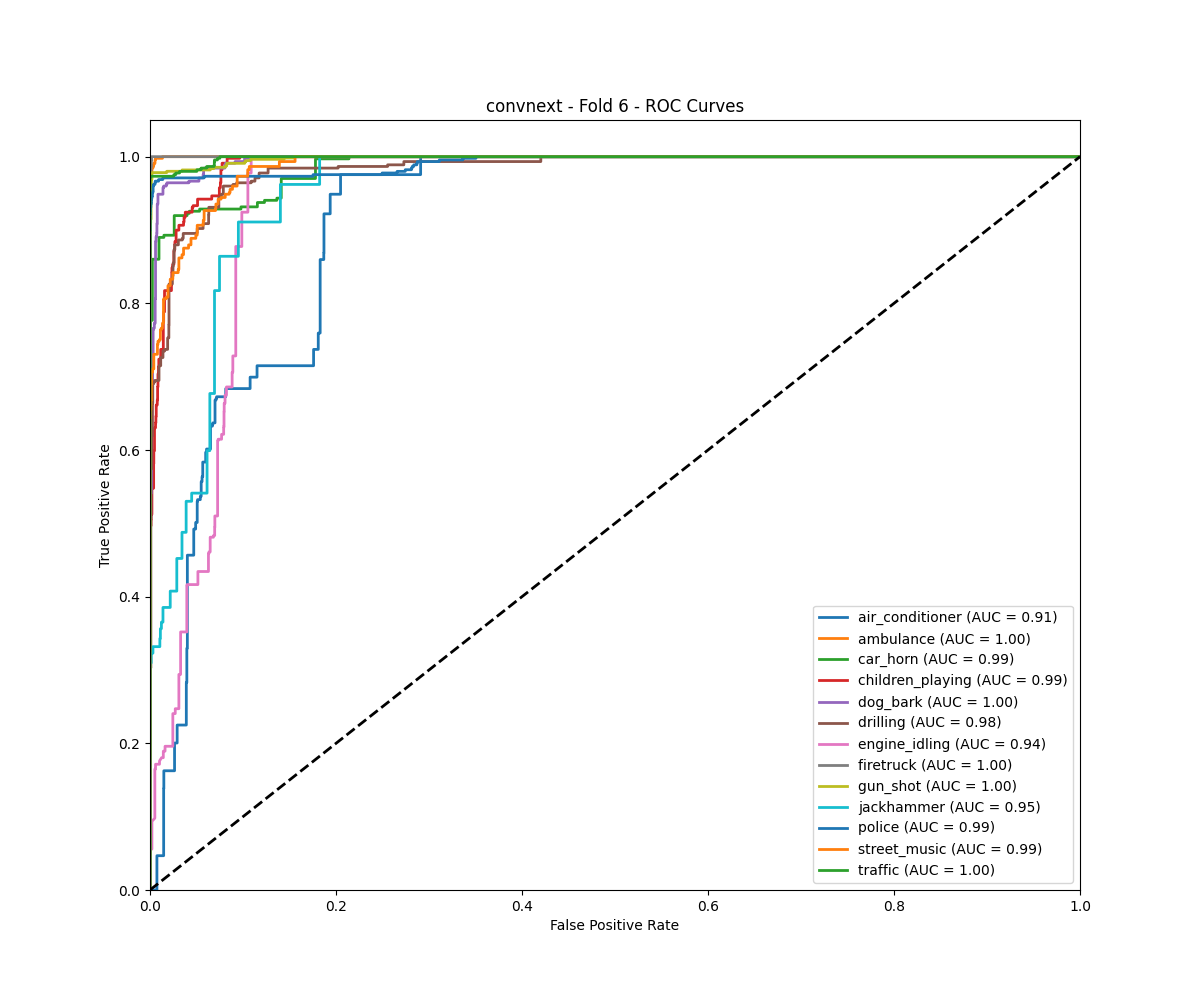 convnext - Fold 6 - ROC Curves
True Positive Rate
1.0
0.8
0.6
0.4
0.2
0.0
air_conditioner (AUC = 0.91)
ambulance (AUC = 1.00)
car_horn (AUC = 0.99)
children_playing (AUC = 0.99)
dog_bark (AUC = 1.00)
drilling (AUC = 0.98)
engine_idling (AUC = 0.94)
firetruck (AUC = 1.00)
gun_shot (AUC = 1.00)
jackhammer (AUC = 0.95)
police (AUC = 0.99)
street_music (AUC = 0.99)
traffic (AUC = 1.00)
0.0 0.2 0.4 0.6 0.8 1.0
False Positive Rate